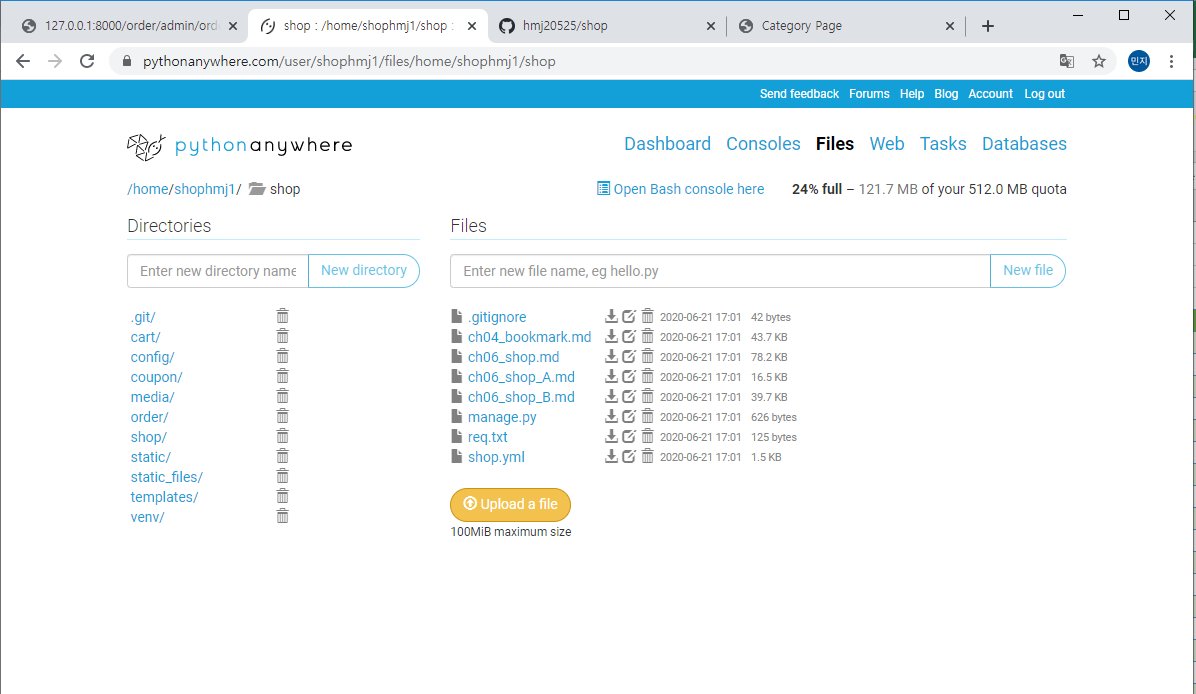 127.0.0.1:8000/order/admin/orde
shop : /home/shophmj1/shop :
hmj20525/shop
Category Page
pythonanywhere.com/user/shophmj1/files/home/shophmj1/shop
민지
Send feedback Forums Help Blog Account Log out
pythonanywhere
Dashboard Consoles Files Web Tasks Databases
/home/shophmj1/ shop
Open Bash console here
24% full – 121.7 MB of your 512.0 MB quota
Directories
Enter new directory name
New directory
.git/
cart/
config/
coupon/
media/
order/
shop/
static/
static_files/
templates/
venv/
Files
Enter new file name, eg hello.py
New file
.gitignore 2020-06-21 17:01 42 bytes
ch04_bookmark.md 2020-06-21 17:01 43.7 KB
ch06_shop.md 2020-06-21 17:01 78.2 KB
ch06_shop_A.md 2020-06-21 17:01 16.5 KB
ch06_shop_B.md 2020-06-21 17:01 39.7 KB
manage.py 2020-06-21 17:01 626 bytes
req.txt 2020-06-21 17:01 125 bytes
shop.yml 2020-06-21 17:01 1.5 KB
Upload a file
100MiB maximum size